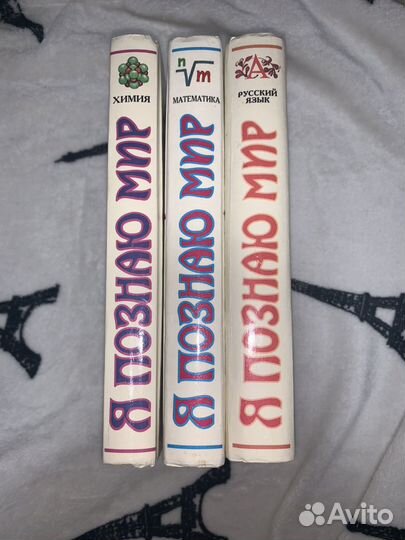 ХИМИЯ
Я ПОЗНАЮ МИР
n√m
МАТЕМАТИКА
Я ПОЗНАЮ МИР
А
РУССКИЙ
ЯЗЫК
Я ПОЗНАЮ МИР
Avito